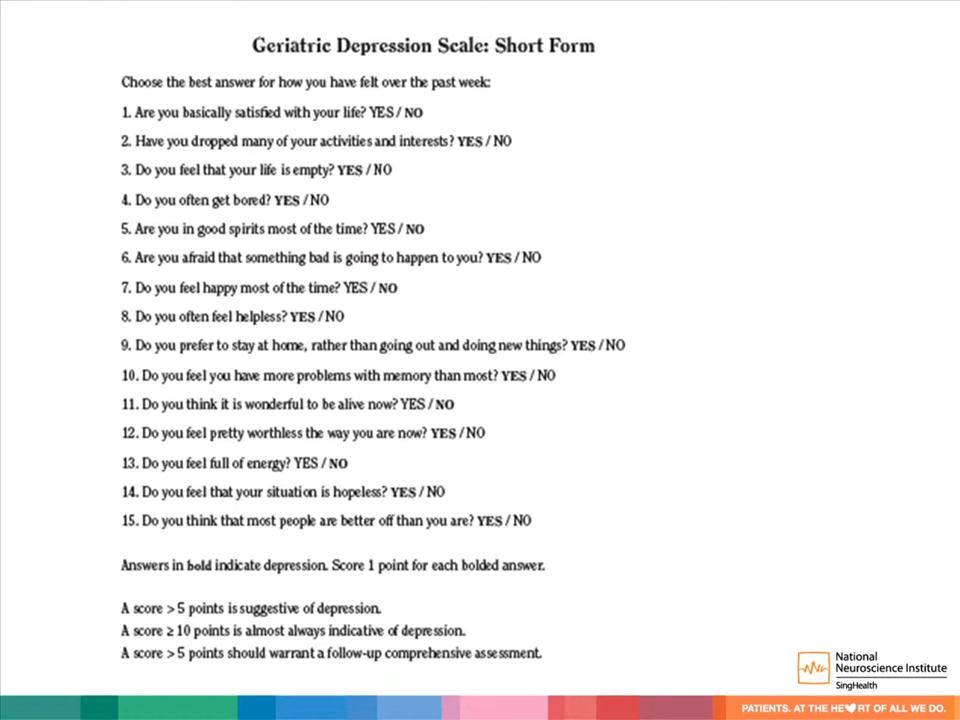 Geriatric Depression Scale: Short Form
Choose the best answer for how you have felt over the past week:
1. Are you basically satisfied with your life? YES / NO
2. Have you dropped many of your activities and interests? YES / NO
3. Do you feel that your life is empty? YES / NO
4. Do you often get bored? YES / NO
5. Are you in good spirits most of the time? YES / NO
6. Are you afraid that something bad is going to happen to you? YES / NO
7. Do you feel happy most of the time? YES / NO
8. Do you often feel helpless? YES / NO
9. Do you prefer to stay at home, rather than going out and doing new things? YES / NO
10. Do you feel you have more problems with memory than most? YES / NO
11. Do you think it is wonderful to be alive now? YES / NO
12. Do you feel pretty worthless the way you are now? YES / NO
13. Do you feel full of energy? YES / NO
14. Do you feel that your situation is hopeless? YES / NO
15. Do you think that most people are better off than you are? YES / NO
Answers in bold indicate depression. Score 1 point for each bolded answer.
A score > 5 points is suggestive of depression.
A score ≥ 10 points is almost always indicative of depression.
A score > 5 points should warrant a follow-up comprehensive assessment.
National
Neuroscience Institute
SingHealth
PATIENTS. AT THE HE♥RT OF ALL WE DO.